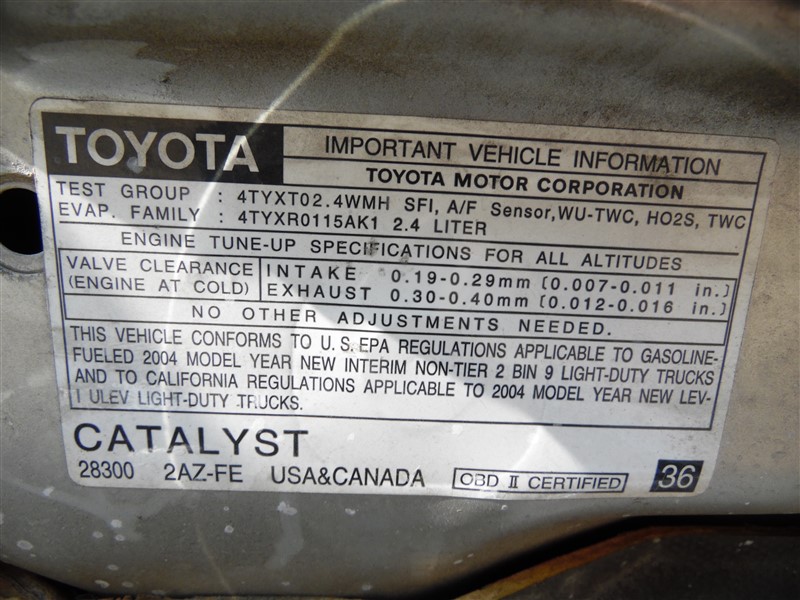 TOYOTA
IMPORTANT VEHICLE INFORMATION
TOYOTA MOTOR CORPORATION
TEST GROUP : 4TYXT02.4WMH SFI, A/F Sensor,WU-TWC, HO2S, TWC
EVAP. FAMILY : 4TYXR0115AK1 2.4 LITER
ENGINE TUNE-UP SPECIFICATIONS FOR ALL ALTITUDES
VALVE CLEARANCE INTAKE 0.19-0.29mm (0.007-0.011 in.)
(ENGINE AT COLD) EXHAUST 0.30-0.40mm (0.012-0.016 in.)
NO OTHER ADJUSTMENTS NEEDED.
THIS VEHICLE CONFORMS TO U.S.EPA REGULATIONS APPLICABLE TO GASOLINE-
FUELED 2004 MODEL YEAR NEW INTERIM NON-TIER 2 BIN 9 LIGHT-DUTY TRUCKS
AND TO CALIFORNIA REGULATIONS APPLICABLE TO 2004 MODEL YEAR NEW LEV-
I ULEV LIGHT-DUTY TRUCKS.
CATALYST
28300 2AZ-FE USA&CANADA OBD II CERTIFIED 36